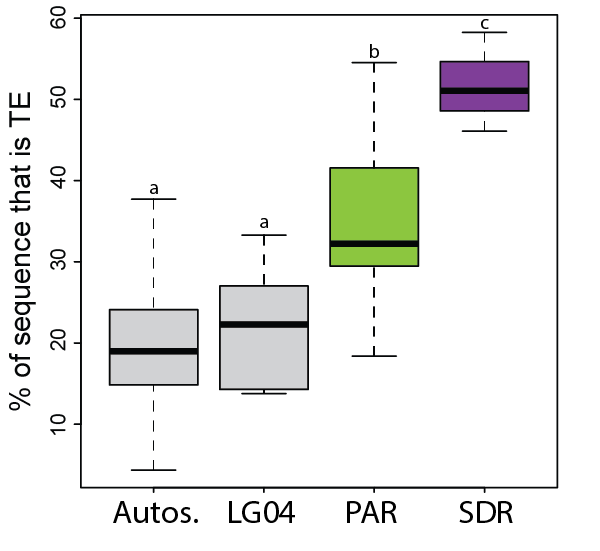 % of sequence that is TE
60
50
40
30
20
10
a
a
b
c
Autos. LG04 PAR SDR